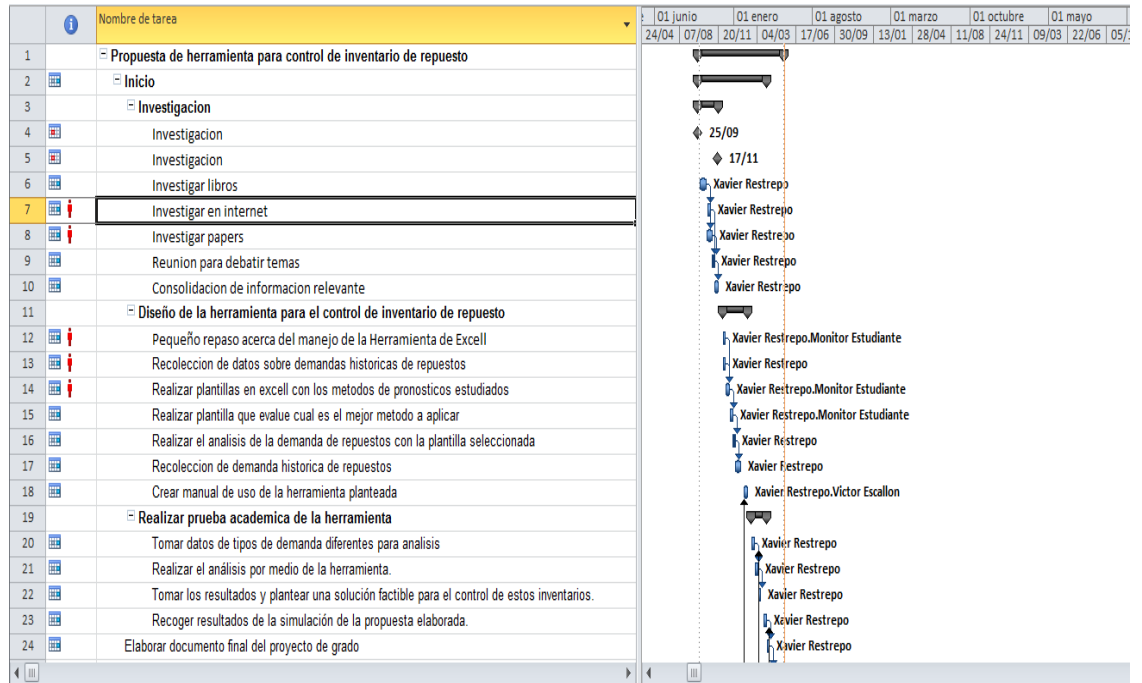 Nombre de tarea
01 junio 01 enero 01 agosto 01 marzo 01 octubre 01 mayo
24/04 07/08 20/11 04/03 17/06 30/09 13/01 28/04 11/08 24/11 09/03 22/06
1 Propuesta de herramienta para control de inventario de repuesto
2 Inicio
3 Investigacion
4 Investigacion 25/09
5 Investigacion 17/11
6 Investigar libros Xavier Restrepo
7 Investigar en internet Xavier Restrepo
8 Investigar papers Xavier Restrepo
9 Reunion para debatir temas Xavier Restrepo
10 Consolidacion de informacion relevante Xavier Restrepo
11 Diseño de la herramienta para el control de inventario de repuesto
12 Pequeño repaso acerca del manejo de la Herramienta de Excell Xavier Restrepo.Monitor Estudiante
13 Recoleccion de datos sobre demandas historicas de repuestos Xavier Restrepo
14 Realizar plantillas en excell con los metodos de pronosticos estudiados Xavier Restrepo.Monitor Estudiante
15 Realizar plantilla que evalue cual es el mejor metodo a aplicar Xavier Restrepo.Monitor Estudiante
16 Realizar el analisis de la demanda de repuestos con la plantilla seleccionada Xavier Restrepo
17 Recoleccion de demanda historica de repuestos Xavier Restrepo
18 Crear manual de uso de la herramienta planteada Xavier Restrepo.Victor Escallon
19 Realizar prueba academica de la herramienta
20 Tomar datos de tipos de demanda diferentes para analisis Xavier Restrepo
21 Realizar el análisis por medio de la herramienta. Xavier Restrepo
22 Tomar los resultados y plantear una solución factible para el control de estos inventarios. Xavier Restrepo
23 Recoger resultados de la simulación de la propuesta elaborada. Xavier Restrepo
24 Elaborar documento final del proyecto de grado Xavier Restrepo